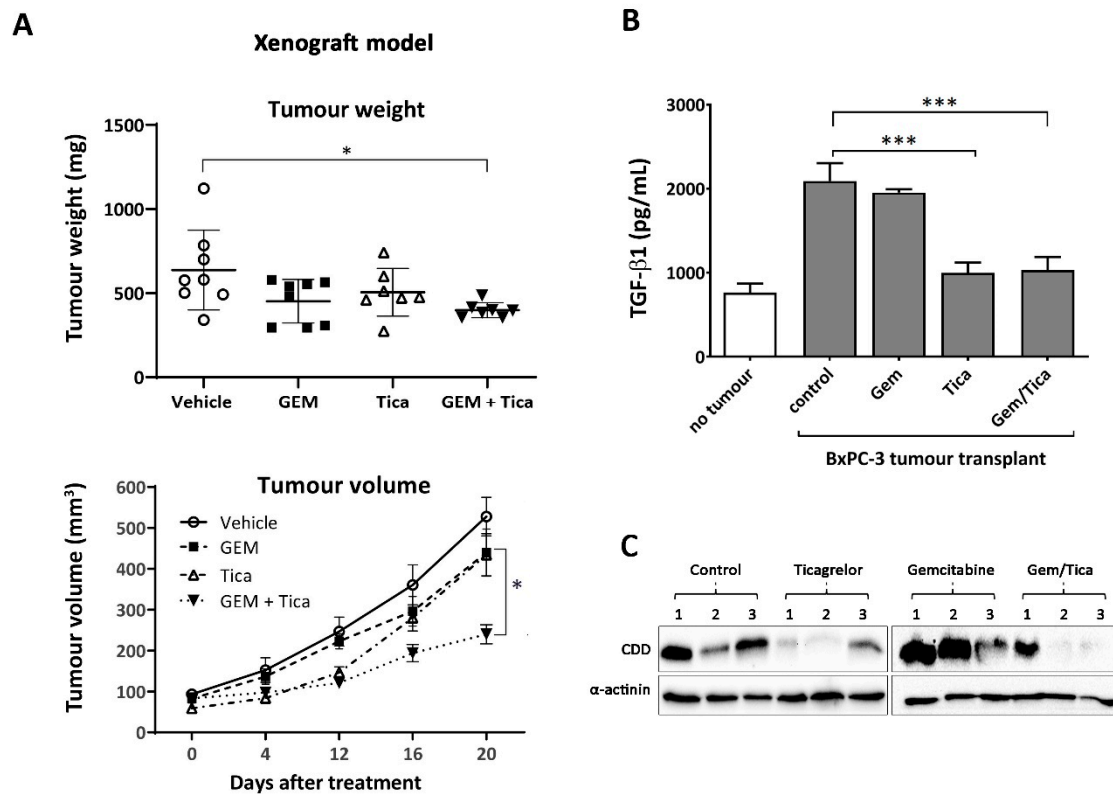 A
Xenograft model
Tumour weight
Tumour weight (mg)
1500
1000
500
0
*
Vehicle
GEM
Tica
GEM + Tica
Tumour volume
Tumour volume (mm³)
600
500
400
300
200
100
0
Vehicle
GEM
Tica
GEM + Tica
*
0 4 12 16 20
Days after treatment
B
TGF-β1 (pg/mL)
3000
2000
1000
0
***
***
no tumour
control
Gem
Tica
Gem/Tica
BxPC-3 tumour transplant
C
Control Ticagrelor Gemcitabine Gem/Tica
1 2 3 1 2 3 1 2 3 1 2 3
CDD
α-actinin